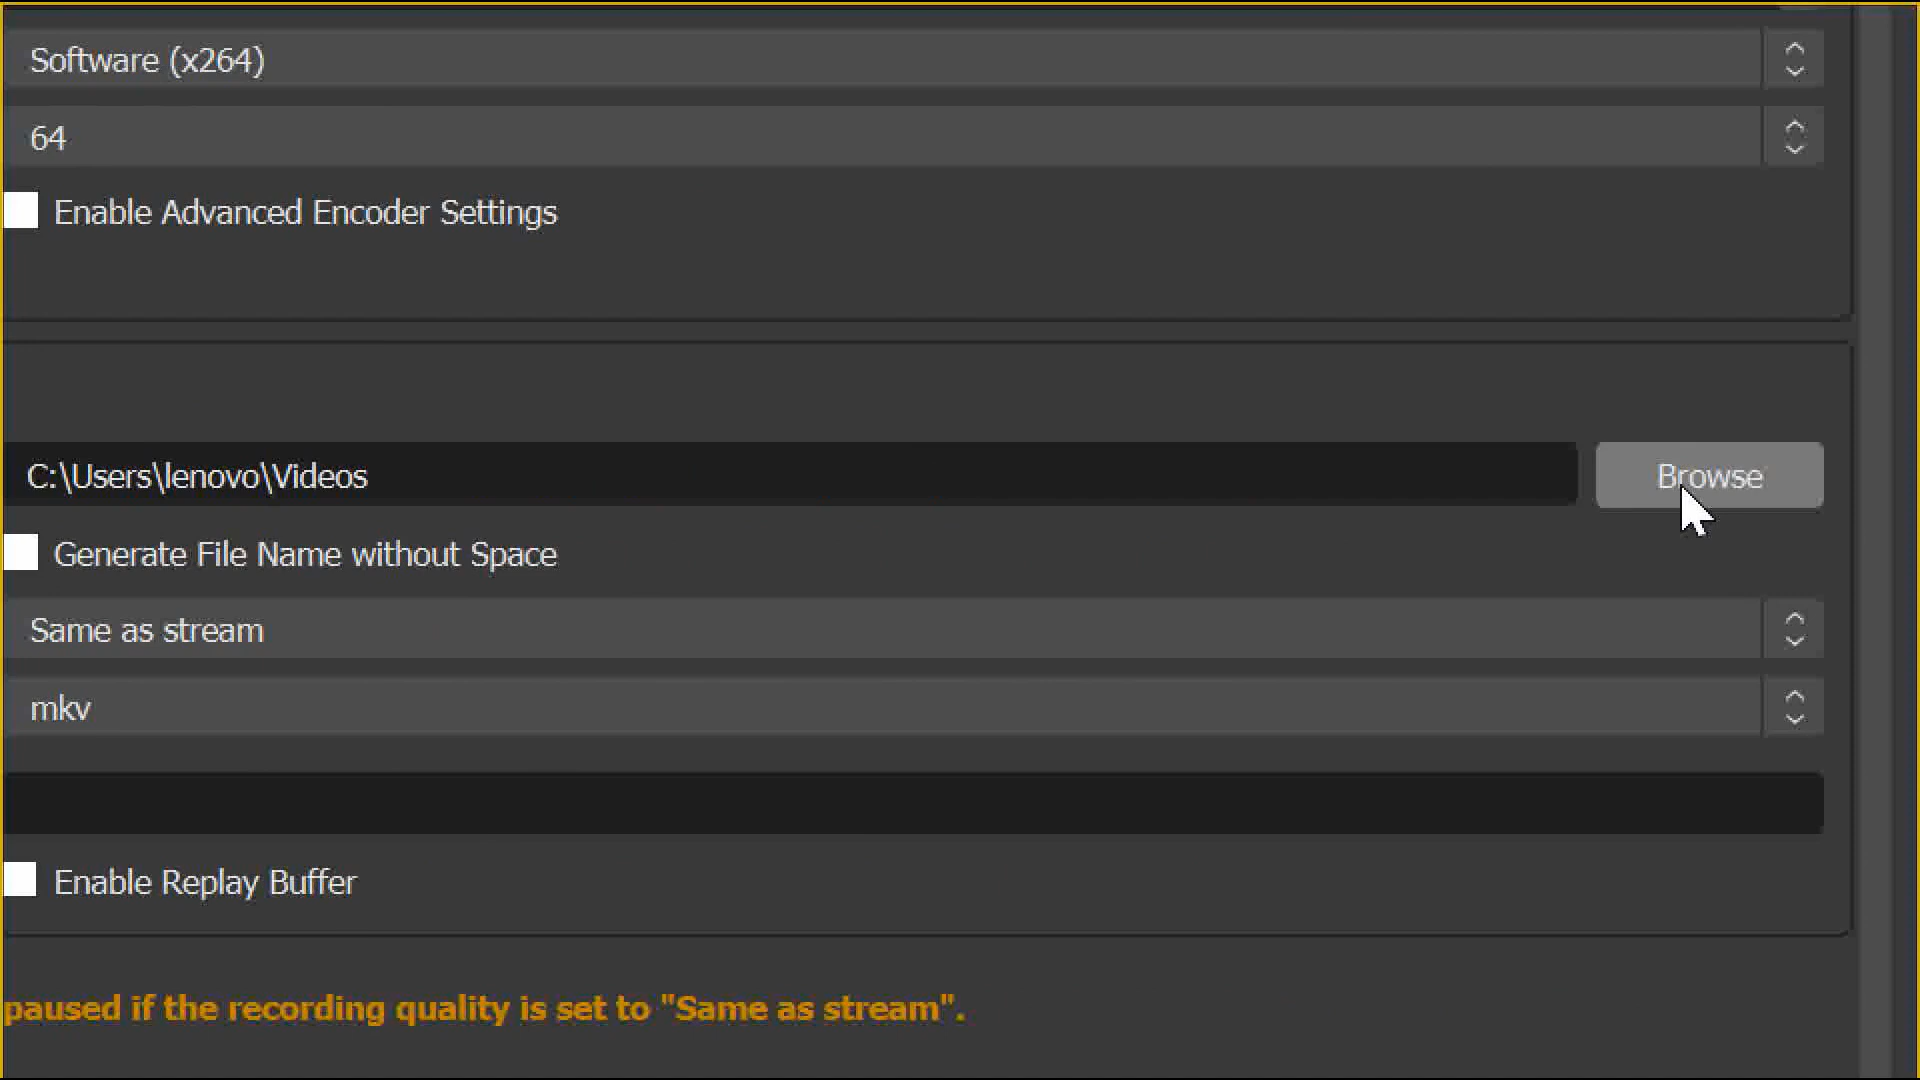 Software (x264)
64
Enable Advanced Encoder Settings
C:\Users\lenovo\Videos
Browse
Generate File Name without Space
Same as stream
mkv
Enable Replay Buffer
paused if the recording quality is set to "Same as stream".